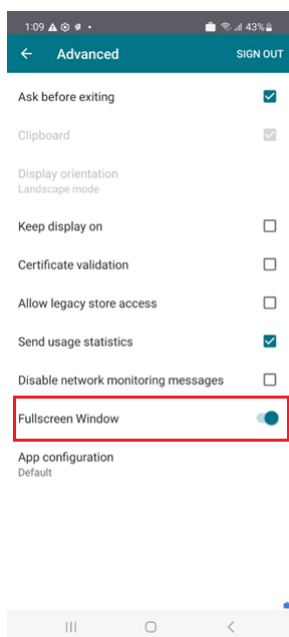 1:09
43%
Advanced
SIGN OUT
Ask before exiting
Clipboard
Display orientation
Landscape mode
Keep display on
Certificate validation
Allow legacy store access
Send usage statistics
Disable network monitoring messages
Fullscreen Window
App configuration
Default